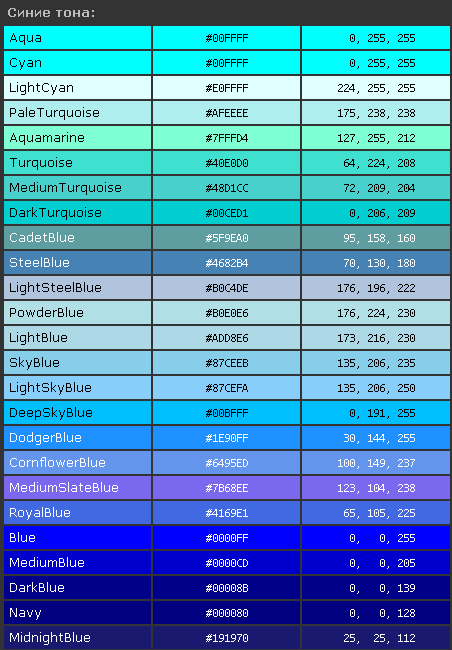 Синие тона:
Aqua #00FFFF 0, 255, 255
Cyan #00FFFF 0, 255, 255
LightCyan #E0FFFF 224, 255, 255
PaleTurquoise #AFEEEE 175, 238, 238
Aquamarine #7FFFD4 127, 255, 212
Turquoise #40E0D0 64, 224, 208
MediumTurquoise #48D1CC 72, 209, 204
DarkTurquoise #00CED1 0, 206, 209
CadetBlue #5F9EA0 95, 158, 160
SteelBlue #4682B4 70, 130, 180
LightSteelBlue #B0C4DE 176, 196, 222
PowderBlue #B0E0E6 176, 224, 230
LightBlue #ADD8E6 173, 216, 230
SkyBlue #87CEEB 135, 206, 235
LightSkyBlue #87CEFA 135, 206, 250
DeepSkyBlue #00BFFF 0, 191, 255
DodgerBlue #1E90FF 30, 144, 255
CornflowerBlue #6495ED 100, 149, 237
MediumSlateBlue #7B68EE 123, 104, 238
RoyalBlue #4169E1 65, 105, 225
Blue #0000FF 0, 0, 255
MediumBlue #0000CD 0, 0, 205
DarkBlue #00008B 0, 0, 139
Navy #000080 0, 0, 128
MidnightBlue #191970 25, 25, 112